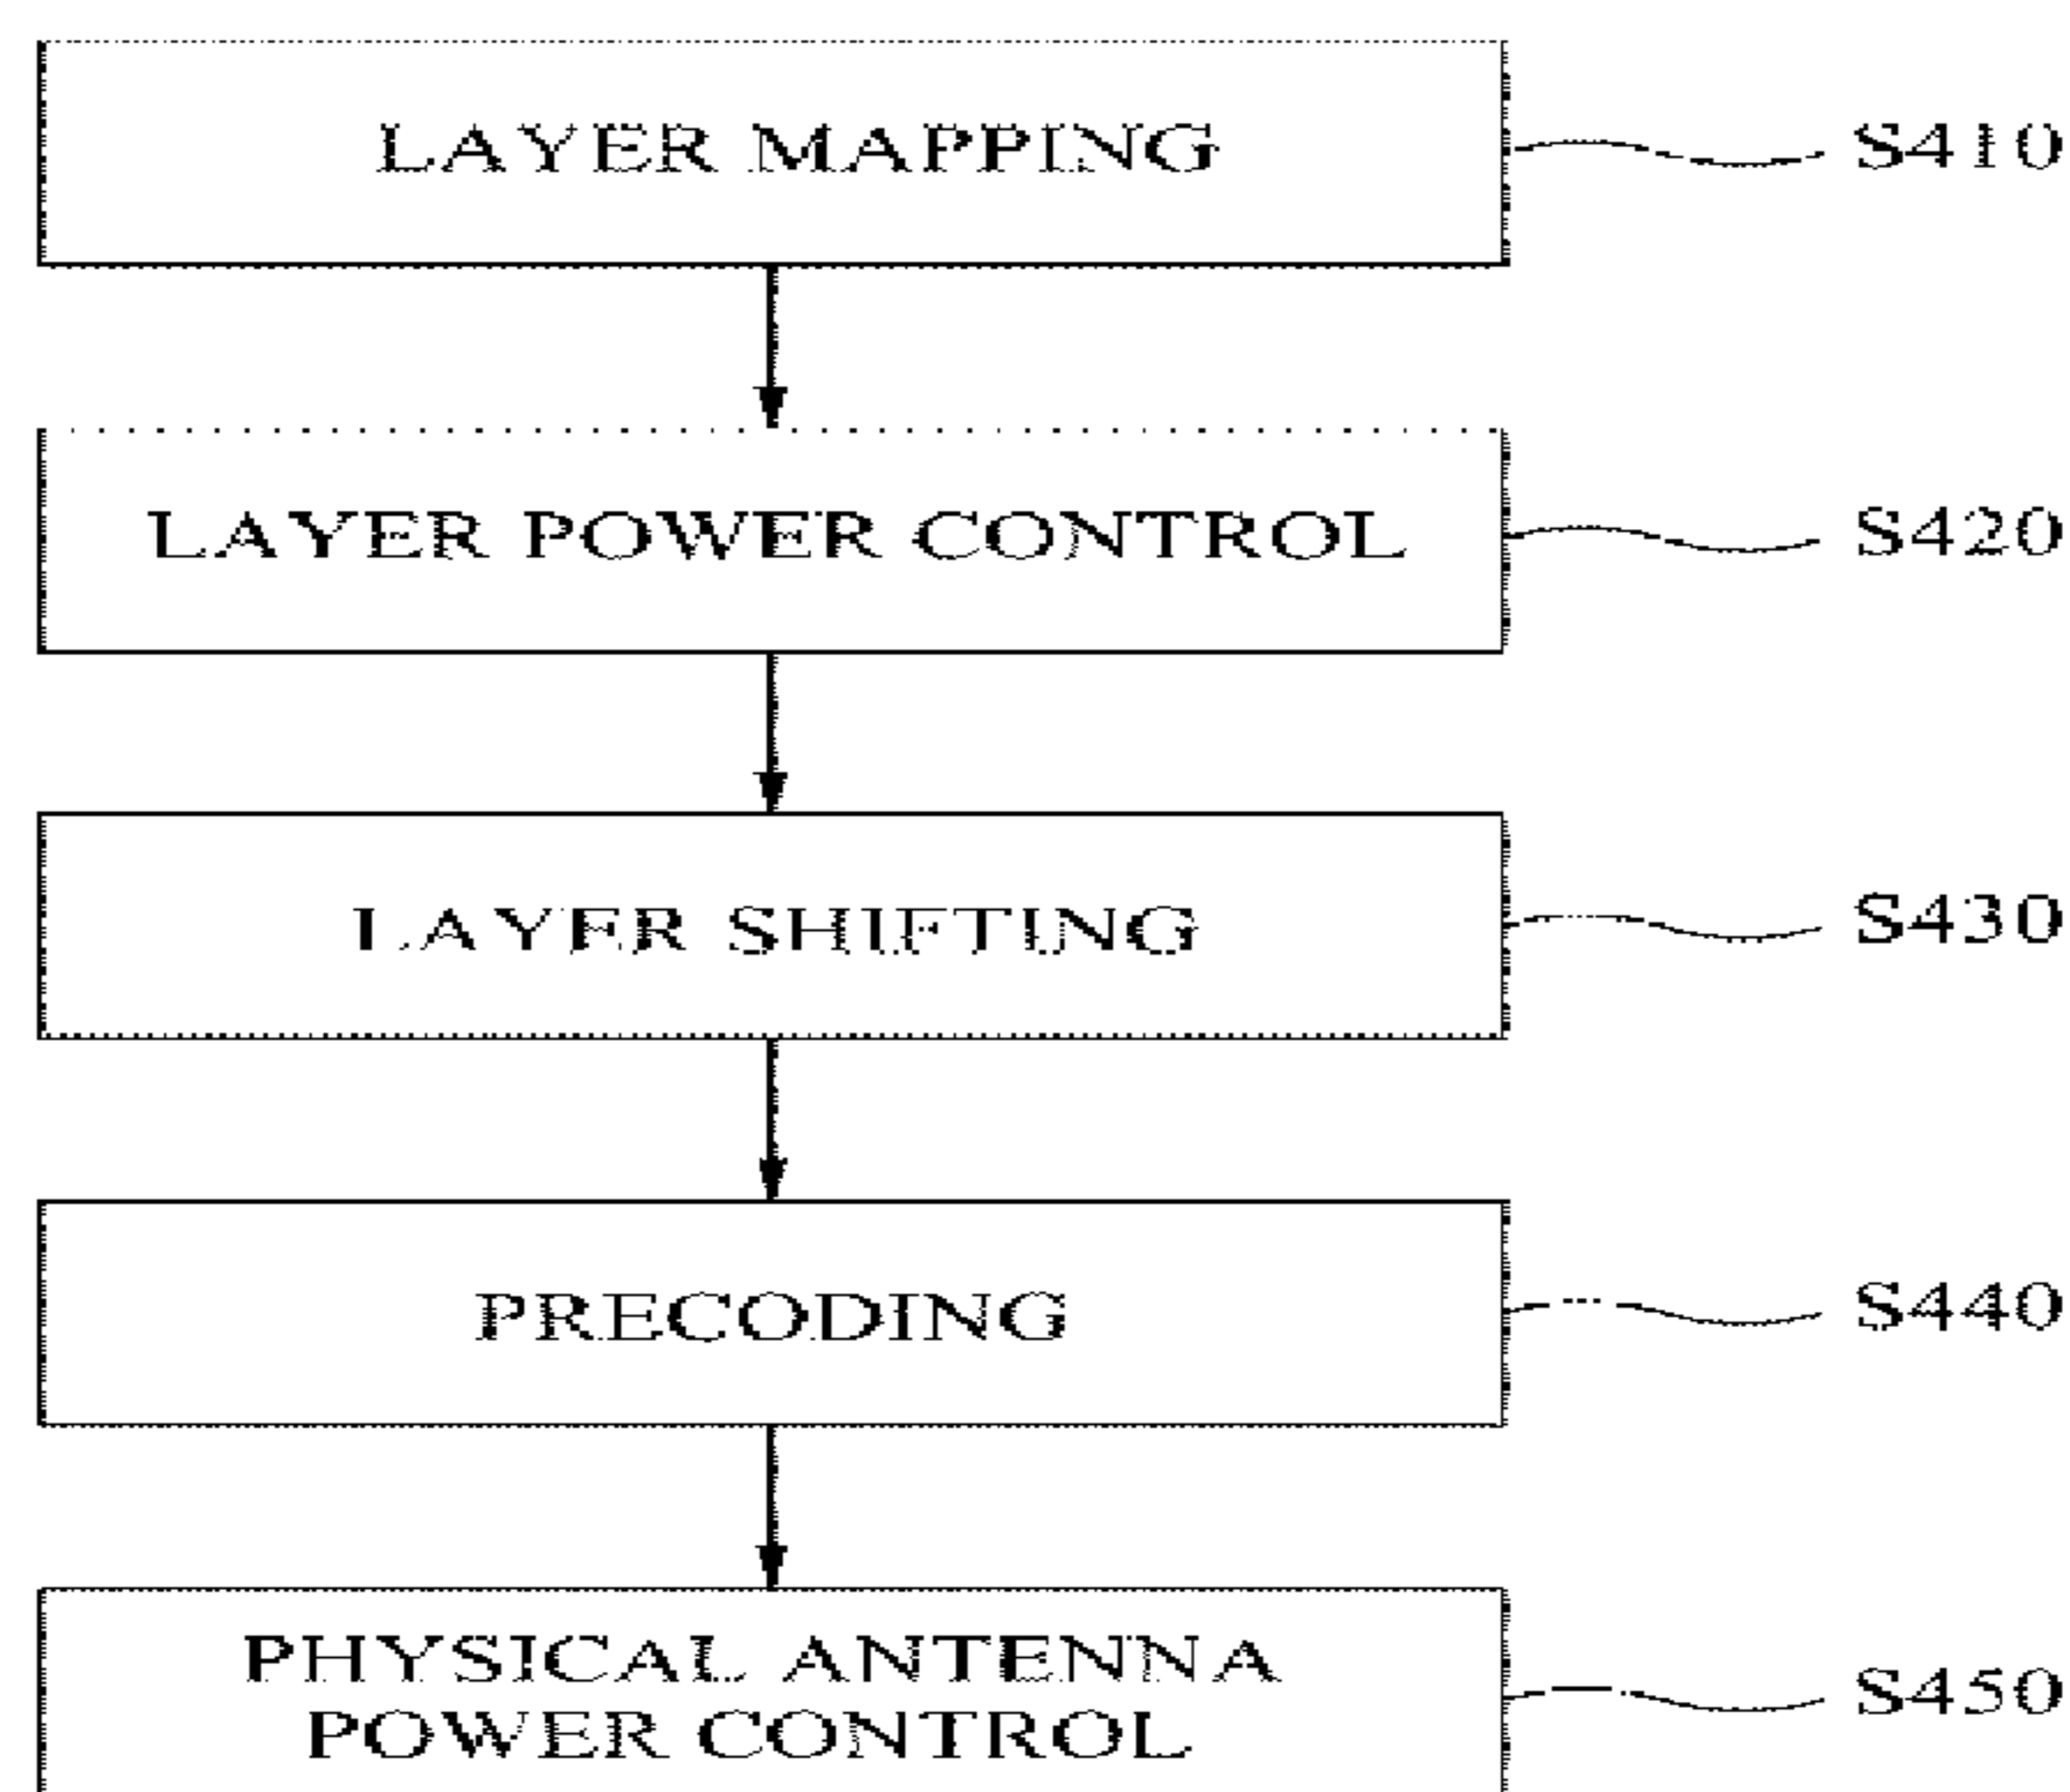 LAYER MAPPING S410
LAYER POWER CONTROL S420
LAYER SHIFTING S430
PRECODING S440
PHYSICAL ANTENNA
POWER CONTROL S450